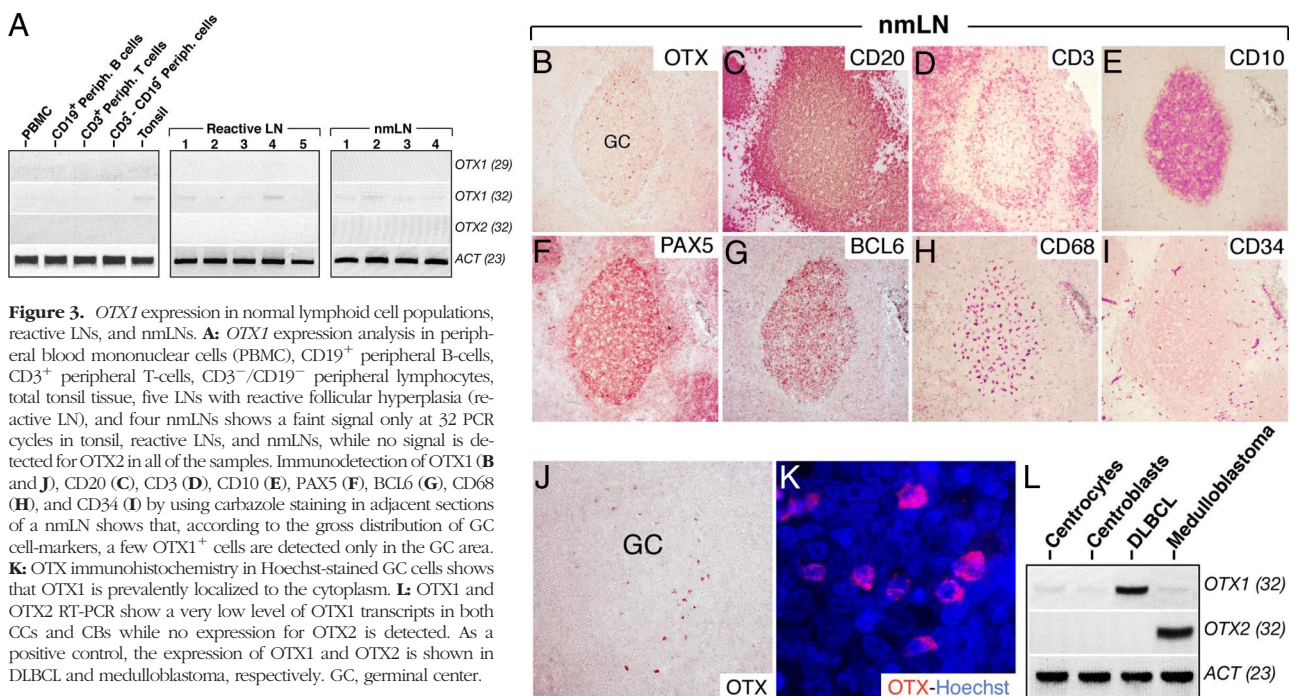 A
PBMC
CD19+ Periph. B cells
CD3+ Periph. T cells
CD3- - CD19- Periph. cells
Tonsil
Reactive LN
1 2 3 4 5
nmLN
1 2 3 4
OTX1 (29)
OTX1 (32)
OTX2 (32)
ACT (23)
nmLN
B OTX
GC
C CD20
D CD3
E CD10
F PAX5
G BCL6
H CD68
I CD34
Figure 3. OTX1 expression in normal lymphoid cell populations,
reactive LNs, and nmLNs. A: OTX1 expression analysis in periph-
eral blood mononuclear cells (PBMC), CD19+ peripheral B-cells,
CD3+ peripheral T-cells, CD3−/CD19− peripheral lymphocytes,
total tonsil tissue, five LNs with reactive follicular hyperplasia (re-
active LN), and four nmLNs shows a faint signal only at 32 PCR
cycles in tonsil, reactive LNs, and nmLNs, while no signal is de-
tected for OTX2 in all of the samples. Immunodetection of OTX1 (B
and J), CD20 (C), CD3 (D), CD10 (E), PAX5 (F), BCL6 (G), CD68
(H), and CD34 (I) by using carbazole staining in adjacent sections
of a nmLN shows that, according to the gross distribution of GC
cell-markers, a few OTX1+ cells are detected only in the GC area.
K: OTX immunohistochemistry in Hoechst-stained GC cells shows
that OTX1 is prevalently localized to the cytoplasm. L: OTX1 and
OTX2 RT-PCR show a very low level of OTX1 transcripts in both
CCs and CBs while no expression for OTX2 is detected. As a
positive control, the expression of OTX1 and OTX2 is shown in
DLBCL and medulloblastoma, respectively. GC, germinal center.
J
GC
OTX
K
OTX-Hoechst
L
Centrocytes
Centroblasts
DLBCL
Medulloblastoma
OTX1 (32)
OTX2 (32)
ACT (23)